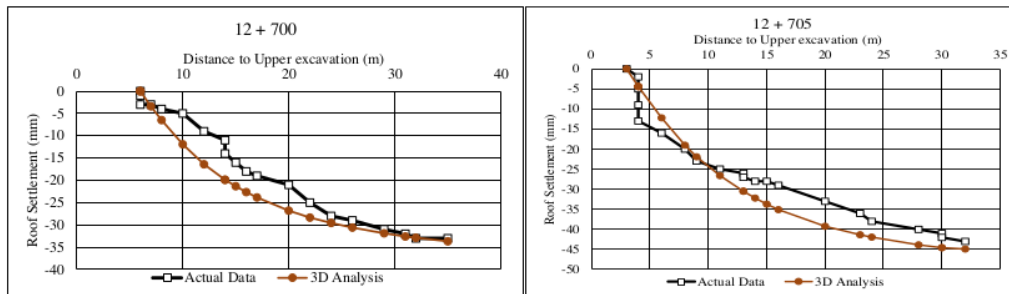 12 + 700
Distance to Upper excavation (m)
0 10 20 30 40
0
-5
-10
-15
-20
-25
-30
-35
-40
Roof Settlement (mm)
Actual Data 3D Analysis
12 + 705
Distance to Upper excavation (m)
0 5 10 15 20 25 30 35
0
-5
-10
-15
-20
-25
-30
-35
-40
-45
-50
Roof Settlement (mm)
Actual Data 3D Analysis